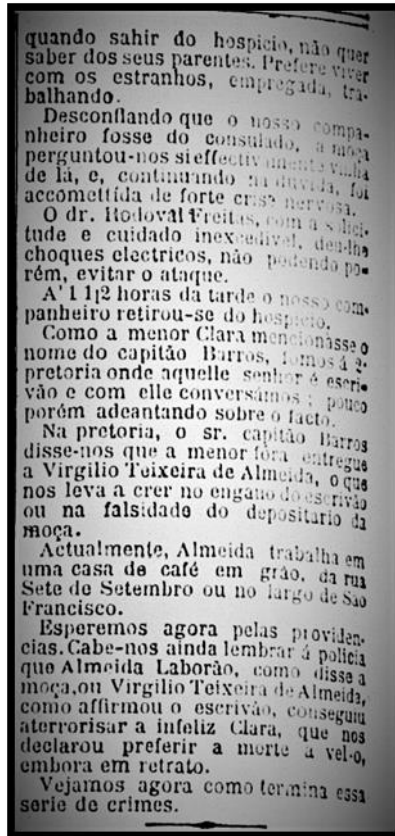 quando sahir do hospicio, não quer
saber dos seus parentes. Prefere viver
com os estranhos, empregada, tra-
balhando.
Desconfiando que o nosso compa-
nheiro fosse do consulado, a moça
perguntou-nos si effectivamente vinha
de lá, e, continuando na duvida, foi
accomettida de forte crise nervosa.
O dr. Rodoval Freitas, com a solici-
tude e cuidado inexcedivel, deu-lhe
choques electricos, não podendo po-
rém, evitar o ataque.
A' 1 1|2 horas da tarde o nosso com-
panheiro retirou-se do hospicio.
Como a menor Clara mencionasse o
nome do capitão Barros, fomos á 2ª
pretoria onde aquelle senhor é escri-
vão e com elle conversámos ; pouco
porém adeantando sobre o facto.
Na pretoria, o sr. capitão Barros
disse-nos que a menor fôra entregue
a Virgilio Teixeira de Almeida, o que
nos leva a crer no engano do escrivão
ou na falsidade do depositario da
moça.
Actualmente, Almeida trabalha em
uma casa de café em grão, da rua
Sete de Setembro ou no largo de São
Francisco.
Esperemos agora pelas providen-
cias. Cabe-nos ainda lembrar á policia
que Almeida Laborão, como disse a
moça, ou Virgilio Teixeira de Almeida,
como affirmou o escrivão, conseguiu
aterrorisar a infeliz Clara, que nos
declarou preferir a morte a vel-o,
embora em retrato.
Vejamos agora como termina essa
serie de crimes.